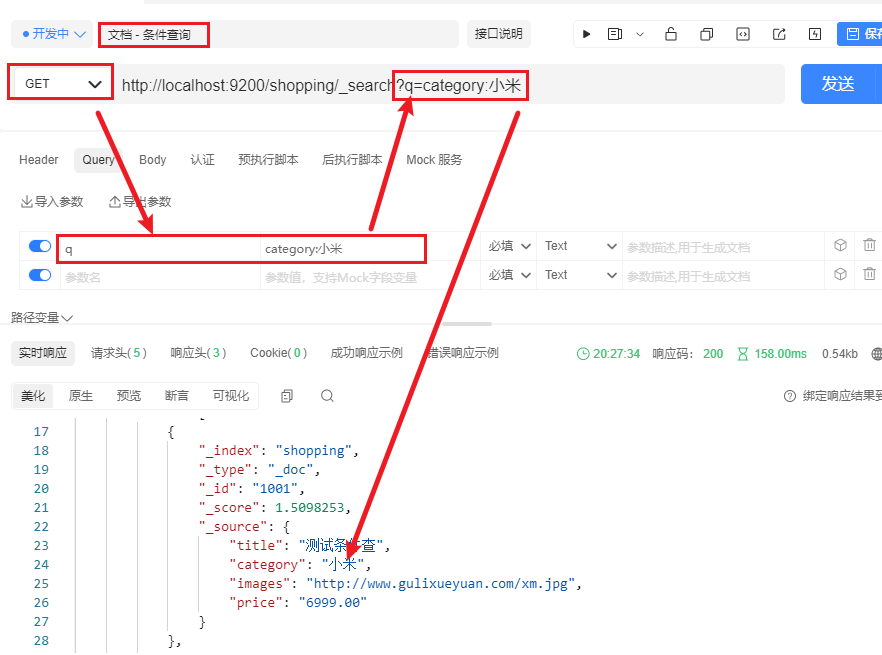 开发中 文档 - 条件查询 接口说明 保存
GET http://localhost:9200/shopping/_search?q=category:小米 发送
Header Query Body 认证 预执行脚本 后执行脚本 Mock 服务
导入参数 导出参数
q category:小米 必填 Text 参数描述,用于生成文档
参数名 参数值，支持Mock字段变量 必填 Text 参数描述,用于生成文档
路径变量
实时响应 请求头(5) 响应头(3) Cookie(0) 成功响应示例 错误响应示例 20:27:34 响应码: 200 158.00ms 0.54kb
美化 原生 预览 断言 可视化 绑定响应结果到
17 {
18 "_index": "shopping",
19 "_type": "_doc",
20 "_id": "1001",
21 "_score": 1.5098253,
22 "_source": {
23 "title": "测试条件查",
24 "category": "小米",
25 "images": "http://www.gulixueyuan.com/xm.jpg",
26 "price": "6999.00"
27 }
28 },